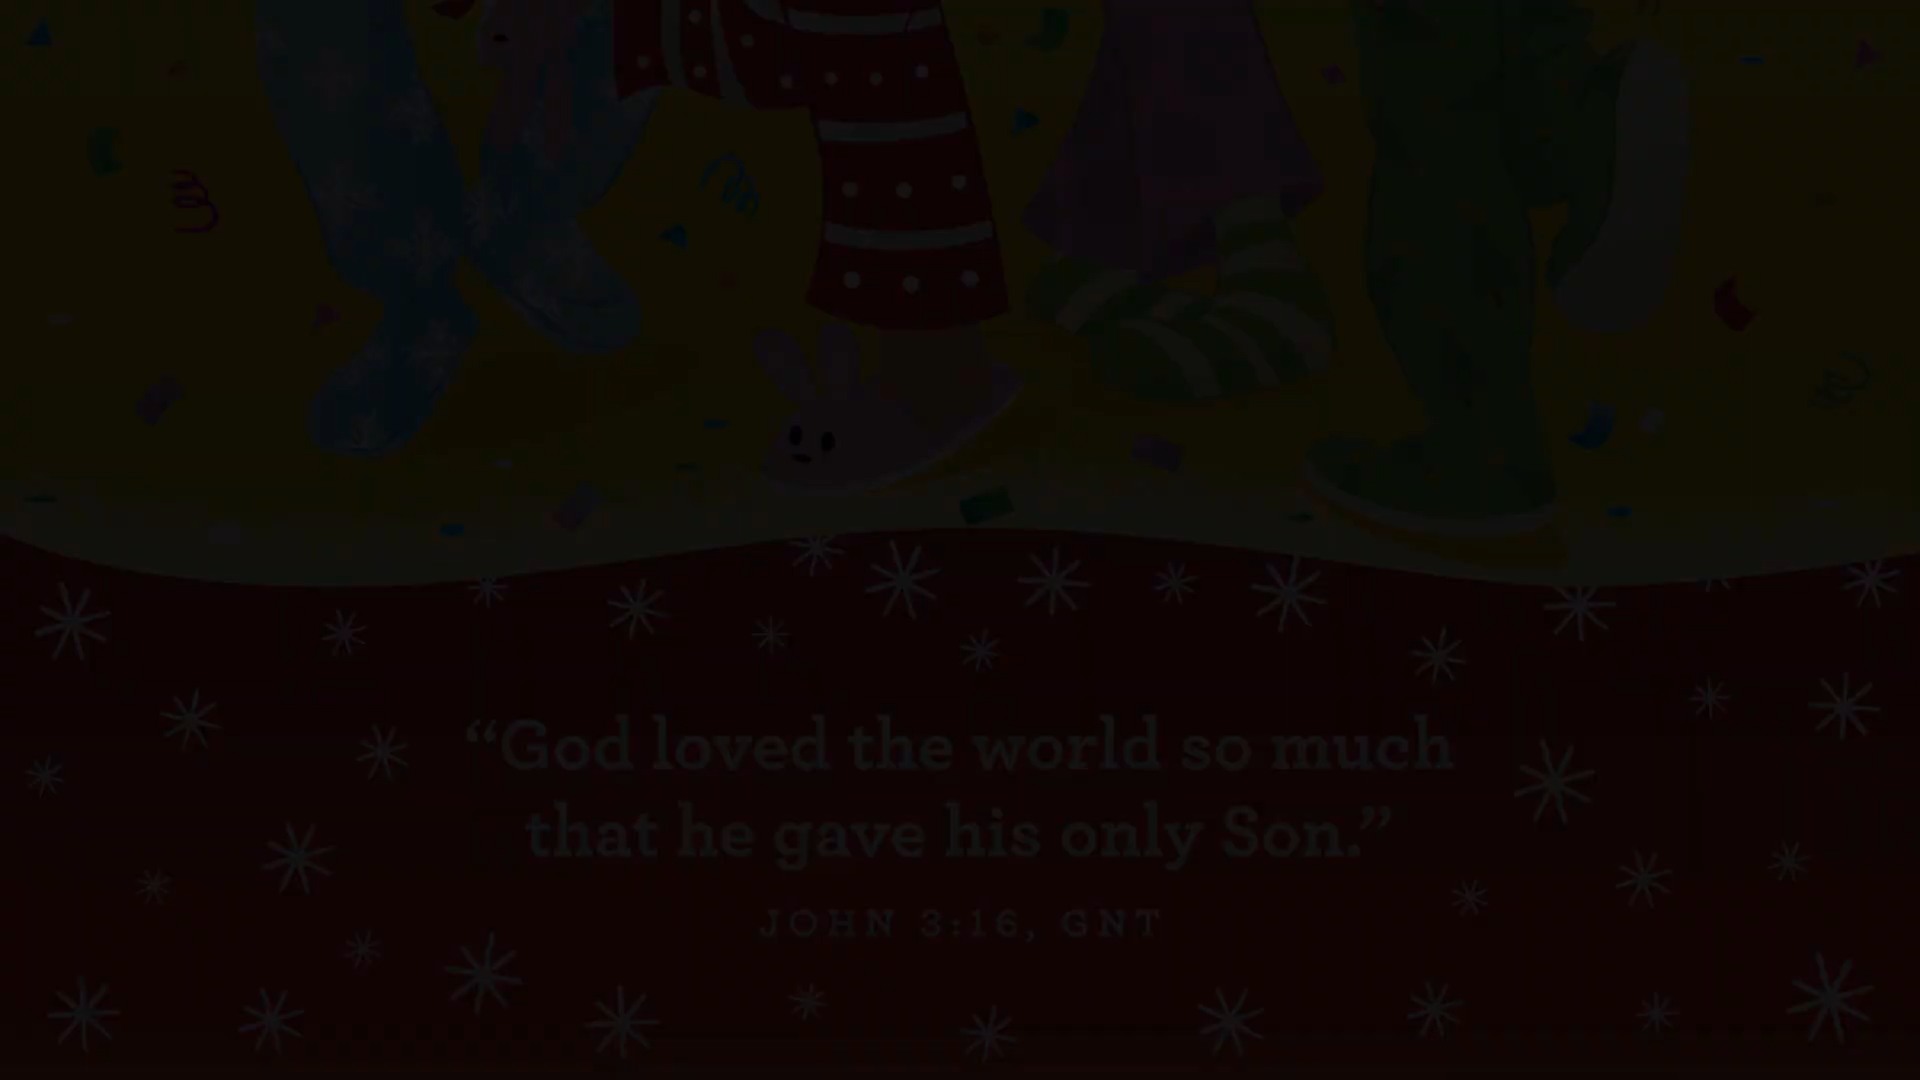 “God loved the world so much
that he gave his only Son.”
JOHN 3:16, GNT